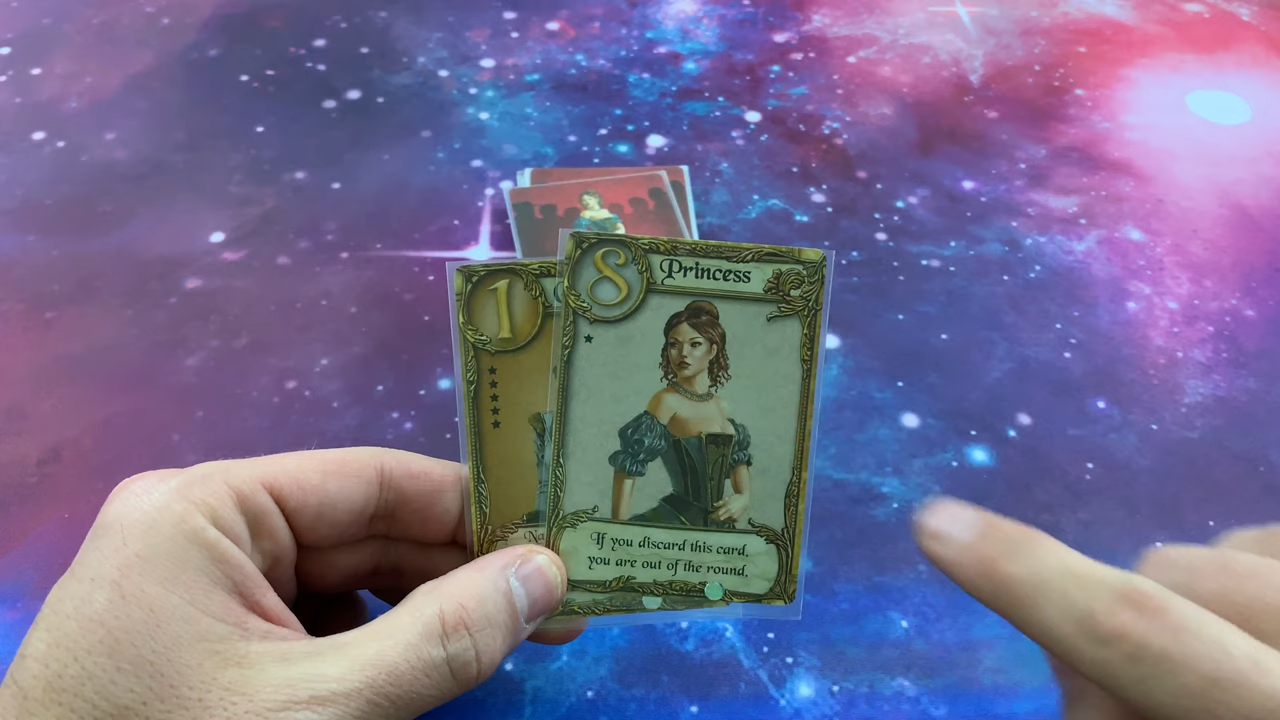 8 Princess
1
If you discard this card,
you are out of the round.